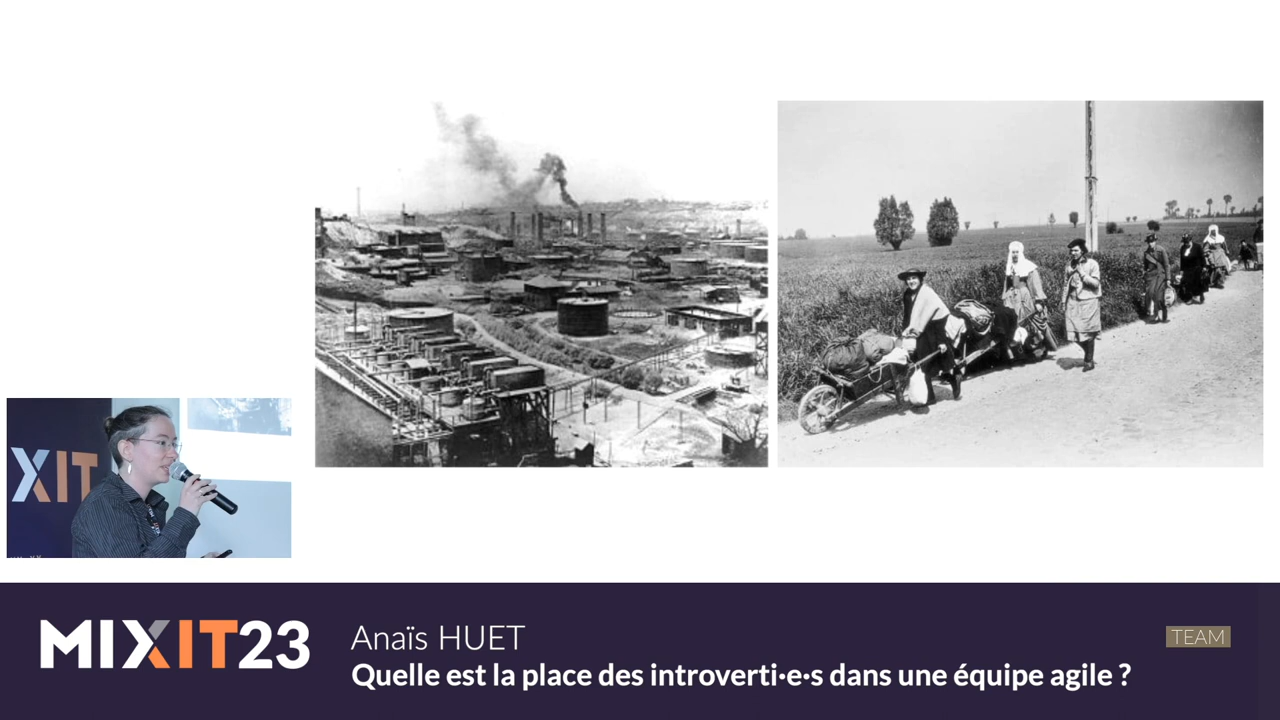 XIT
MIXIT23
Anaïs HUET
Quelle est la place des introverti·e·s dans une équipe agile ?
TEAM